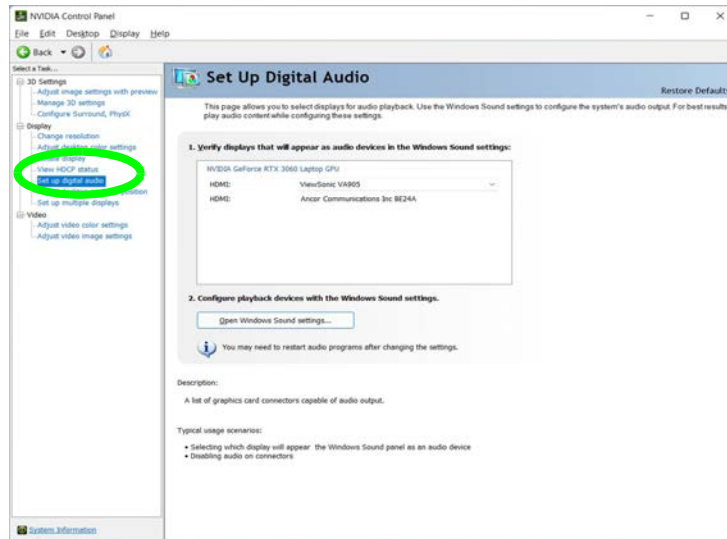 NVIDIA Control Panel
File Edit Desktop Display Help
Back
Select a Task...
3D Settings
Adjust image settings with preview
Manage 3D settings
Configure Surround, PhysX
Display
Change resolution
Adjust desktop color settings
display
View HDCP status
Set up digital audio
position
Set up multiple displays
Video
Adjust video color settings
Adjust video image settings
System Information
Set Up Digital Audio
Restore Defaults
This page allows you to select displays for audio playback. Use the Windows Sound settings to configure the system's audio output. For best results
play audio content while configuring these settings.
1. Verify displays that will appear as audio devices in the Windows Sound settings:
NVIDIA GeForce RTX 3060 Laptop GPU
HDMI: ViewSonic VA905
HDMI: Ancor Communications Inc BE24A
2. Configure playback devices with the Windows Sound settings.
Open Windows Sound settings...
You may need to restart audio programs after changing the settings.
Description:
A list of graphics card connectors capable of audio output.
Typical usage scenarios:
• Selecting which display will appear the Windows Sound panel as an audio device
• Disabling audio on connectors